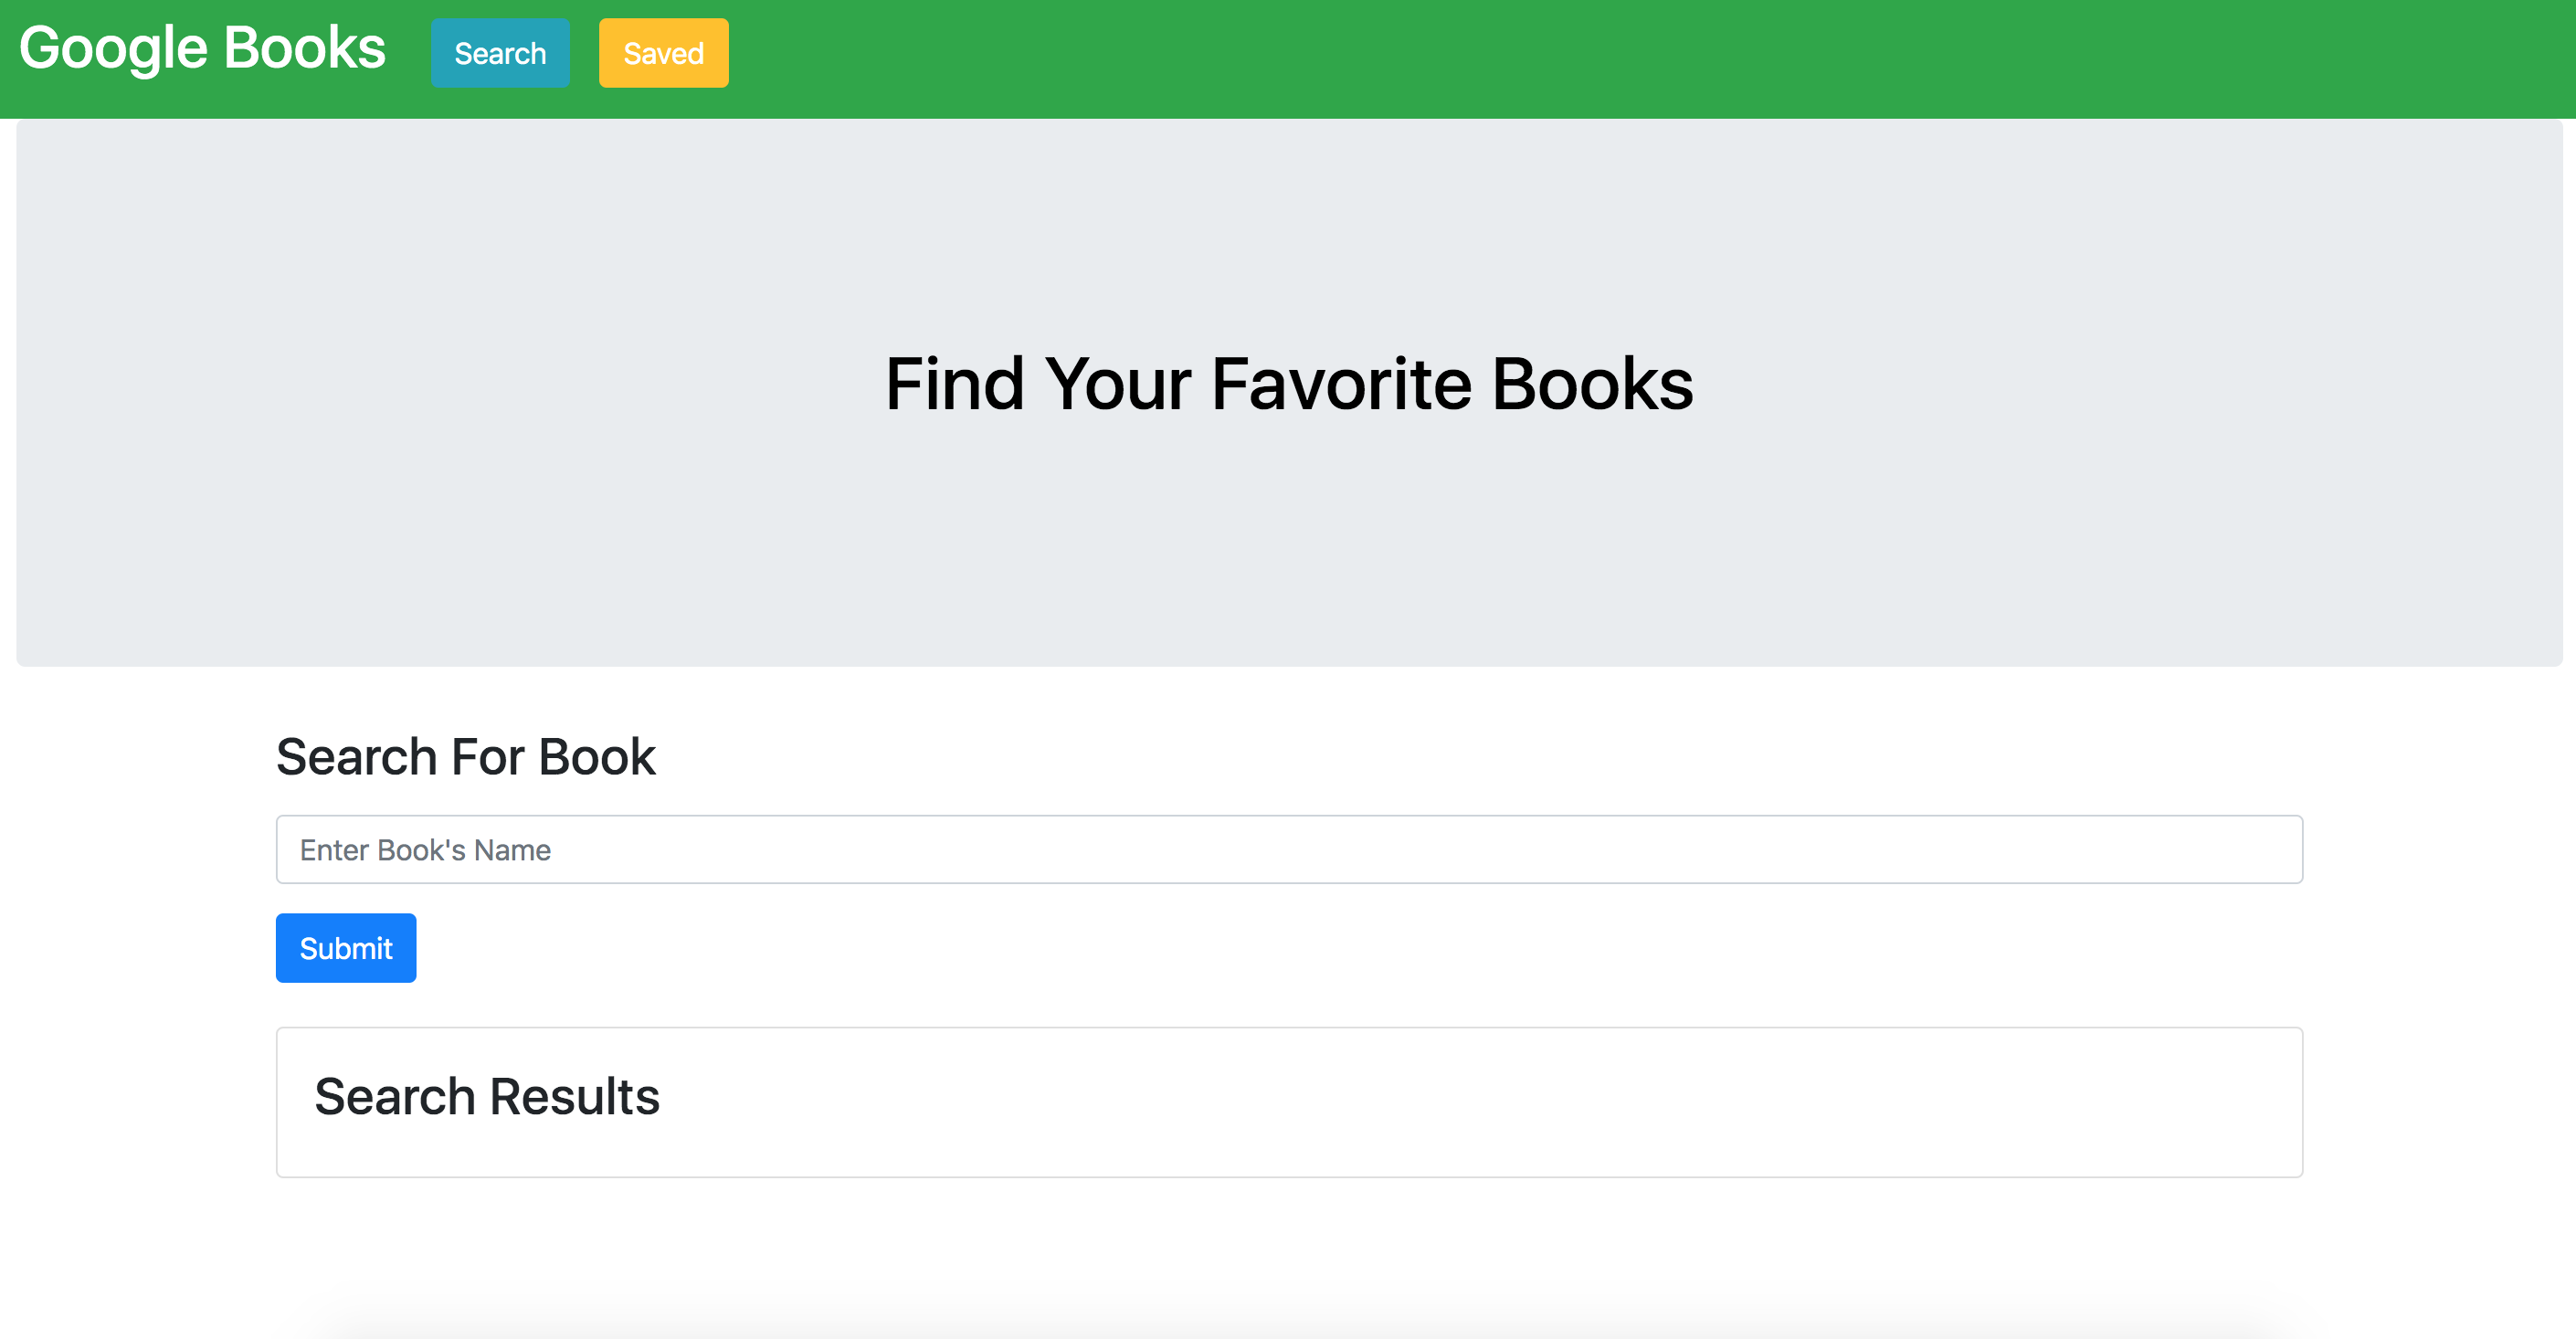 Google Books Search Saved
Find Your Favorite Books
Search For Book
Enter Book's Name
Submit
Search Results